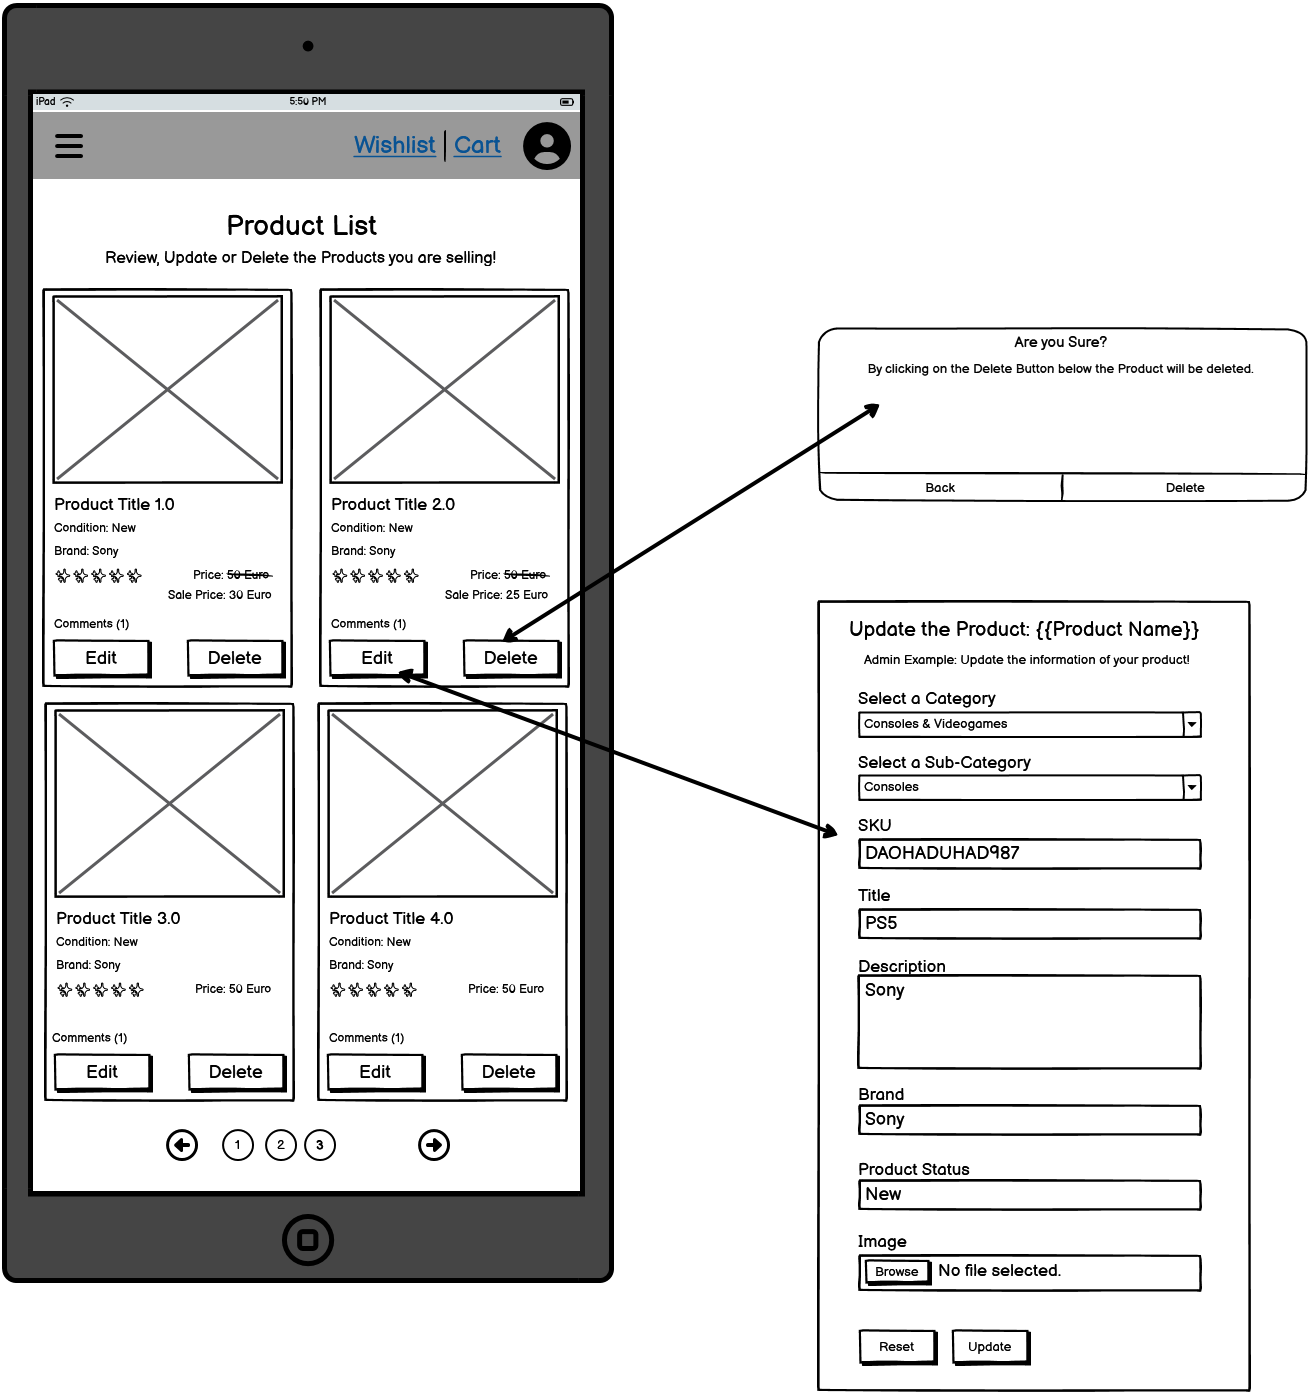 iPad
5:50 PM
Wishlist
Cart
Product List
Review, Update or Delete the Products you are selling!
Product Title 1.0
Condition: New
Brand: Sony
Price: 50 Euro
Sale Price: 30 Euro
Comments (1)
Edit
Delete
Product Title 2.0
Condition: New
Brand: Sony
Price: 50 Euro
Sale Price: 25 Euro
Comments (1)
Edit
Delete
Product Title 3.0
Condition: New
Brand: Sony
Price: 50 Euro
Comments (1)
Edit
Delete
Product Title 4.0
Condition: New
Brand: Sony
Price: 50 Euro
Comments (1)
Edit
Delete
1
2
3
Are you Sure?
By clicking on the Delete Button below the Product will be deleted.
Back
Delete
Update the Product: {{Product Name}}
Admin Example: Update the information of your product!
Select a Category
Consoles & Videogames
Select a Sub-Category
Consoles
SKU
DAOHADUHAD987
Title
PS5
Description
Sony
Brand
Sony
Product Status
New
Image
Browse
No file selected.
Reset
Update